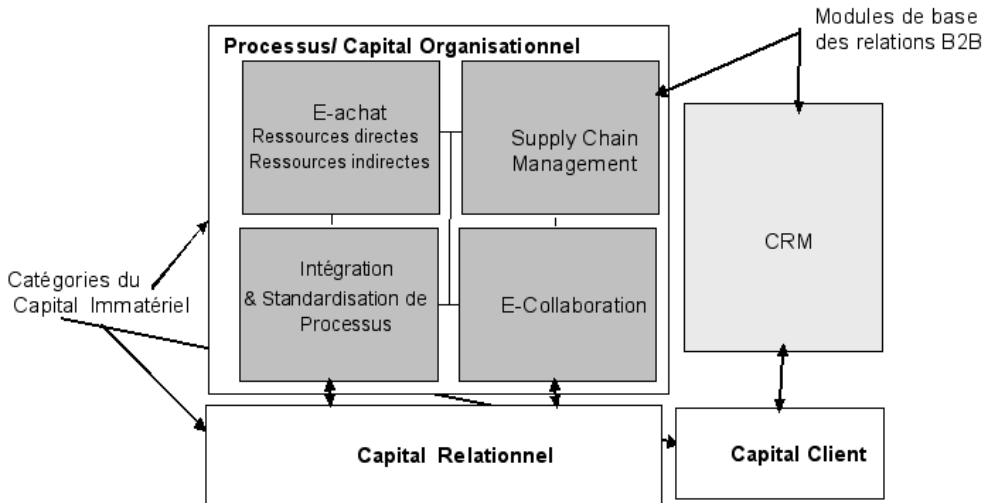 Modules de base
des relations B2B
Processus/ Capital Organisationnel
E-achat
Ressources directes
Ressources indirectes
Supply Chain
Management
CRM
Catégories du
Capital Immatériel
Intégration
& Standardisation de
Processus
E-Collaboration
Capital Relationnel
Capital Client